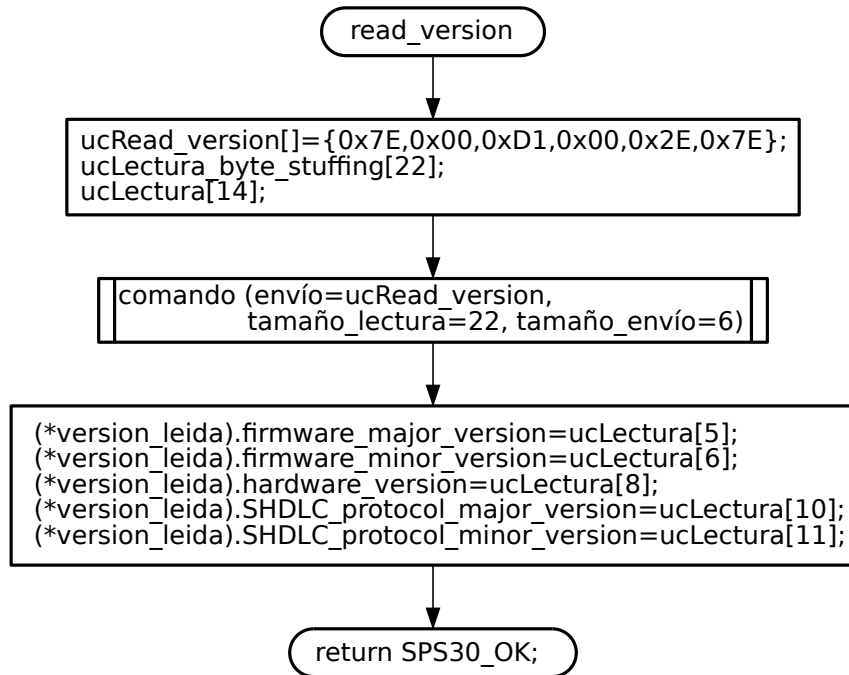 read_version
ucRead_version[]={0x7E,0x00,0xD1,0x00,0x2E,0x7E};
ucLectura_byte_stuffing[22];
ucLectura[14];
comando (envío=ucRead_version,
tamaño_lectura=22, tamaño_envío=6)
(*version_leida).firmware_major_version=ucLectura[5];
(*version_leida).firmware_minor_version=ucLectura[6];
(*version_leida).hardware_version=ucLectura[8];
(*version_leida).SHDLC_protocol_major_version=ucLectura[10];
(*version_leida).SHDLC_protocol_minor_version=ucLectura[11];
return SPS30_OK;